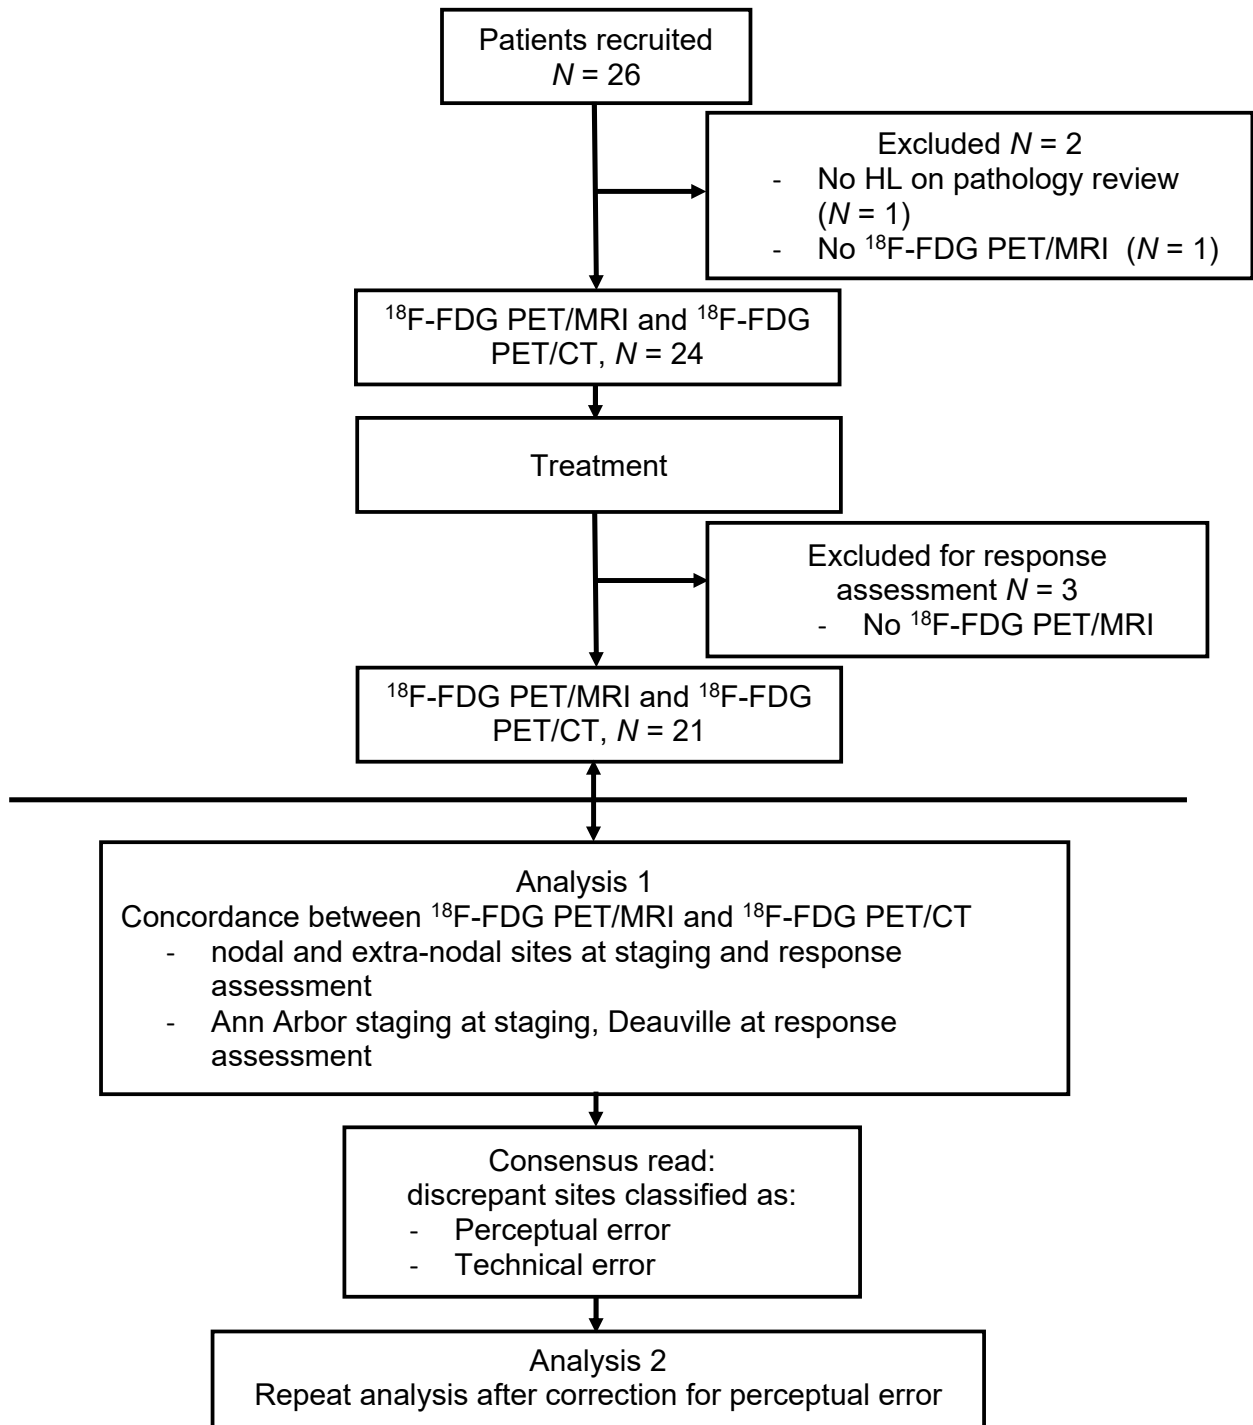 Patients recruited
N = 26
Excluded N = 2
- No HL on pathology review
(N = 1)
- No ¹⁸F-FDG PET/MRI (N = 1)
¹⁸F-FDG PET/MRI and ¹⁸F-FDG
PET/CT, N = 24
Treatment
Excluded for response
assessment N = 3
- No ¹⁸F-FDG PET/MRI
¹⁸F-FDG PET/MRI and ¹⁸F-FDG
PET/CT, N = 21
Analysis 1
Concordance between ¹⁸F-FDG PET/MRI and ¹⁸F-FDG PET/CT
- nodal and extra-nodal sites at staging and response
assessment
- Ann Arbor staging at staging, Deauville at response
assessment
Consensus read:
discrepant sites classified as:
- Perceptual error
- Technical error
Analysis 2
Repeat analysis after correction for perceptual error